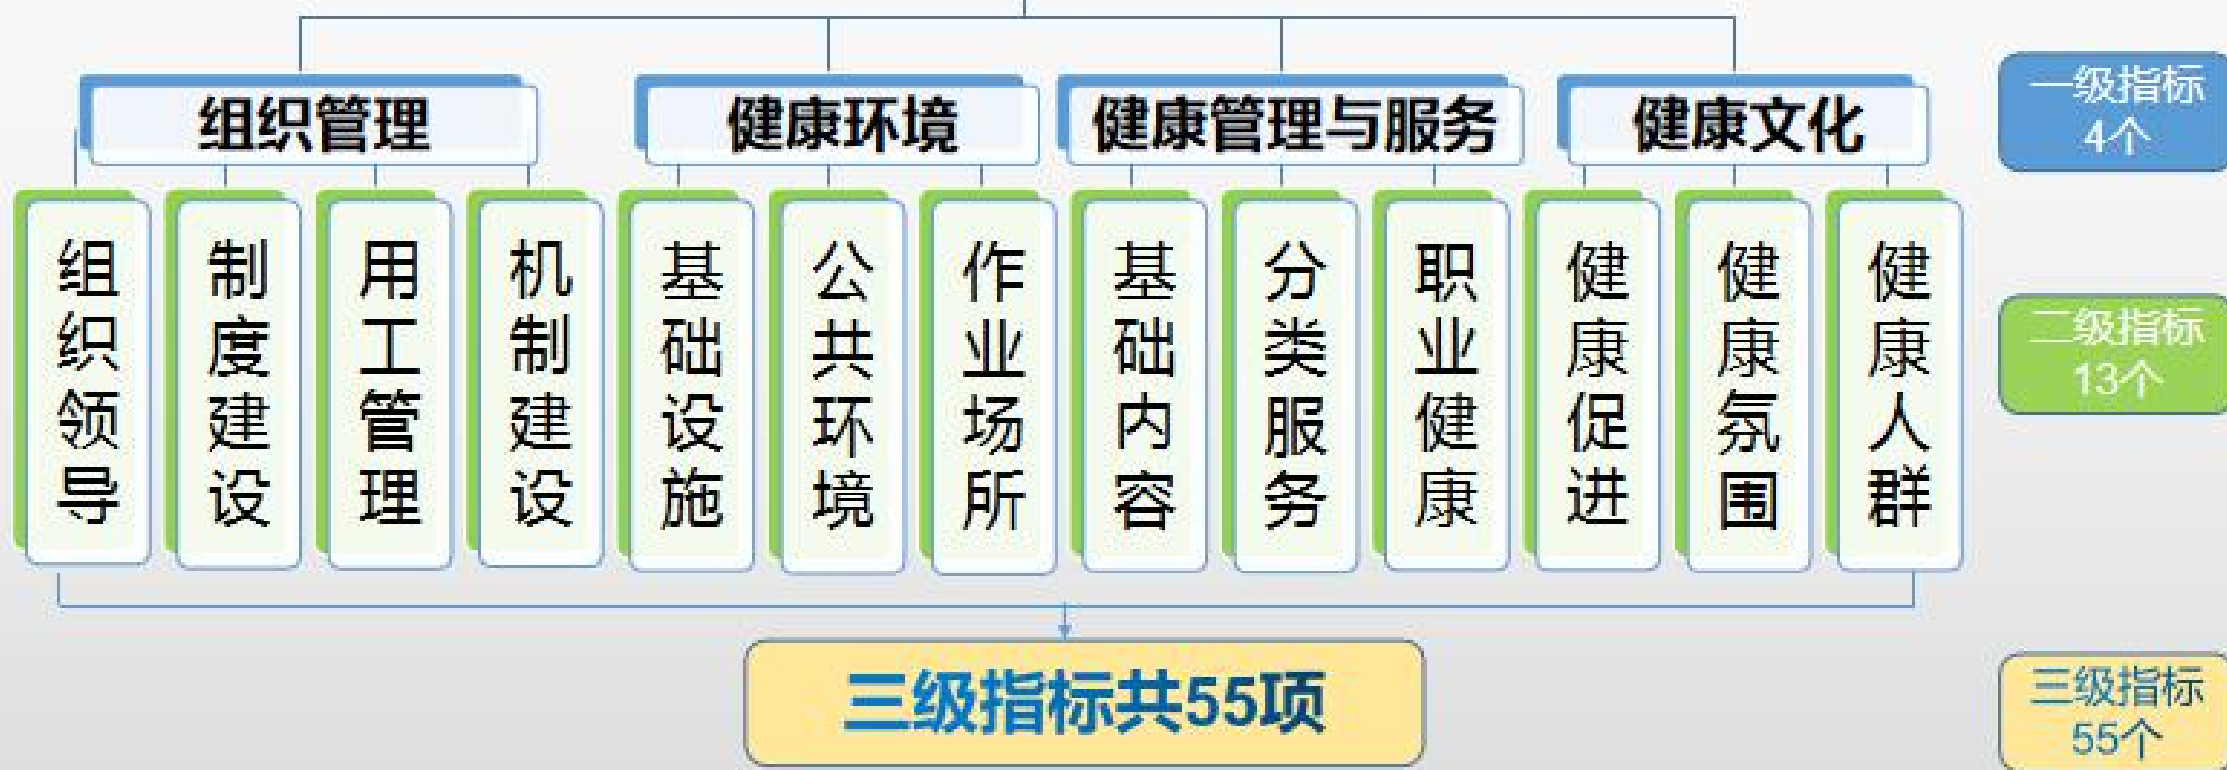 组织管理
健康环境
健康管理与服务
健康文化
一级指标
4个
组织领导
制度建设
用工管理
机制建设
基础设施
公共环境
作业场所
基础内容
分类服务
职业健康
健康促进
健康氛围
健康人群
二级指标
13个
三级指标共55项
三级指标
55个